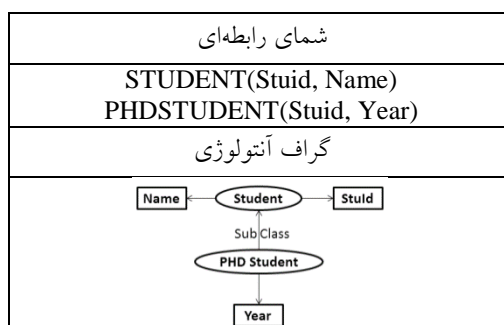 شمای رابطه‌ای
STUDENT(Stuid, Name)
PHDSTUDENT(Stuid, Year)
گراف آنتولوژی
Name Student StuId
Sub Class
PHD Student
Year